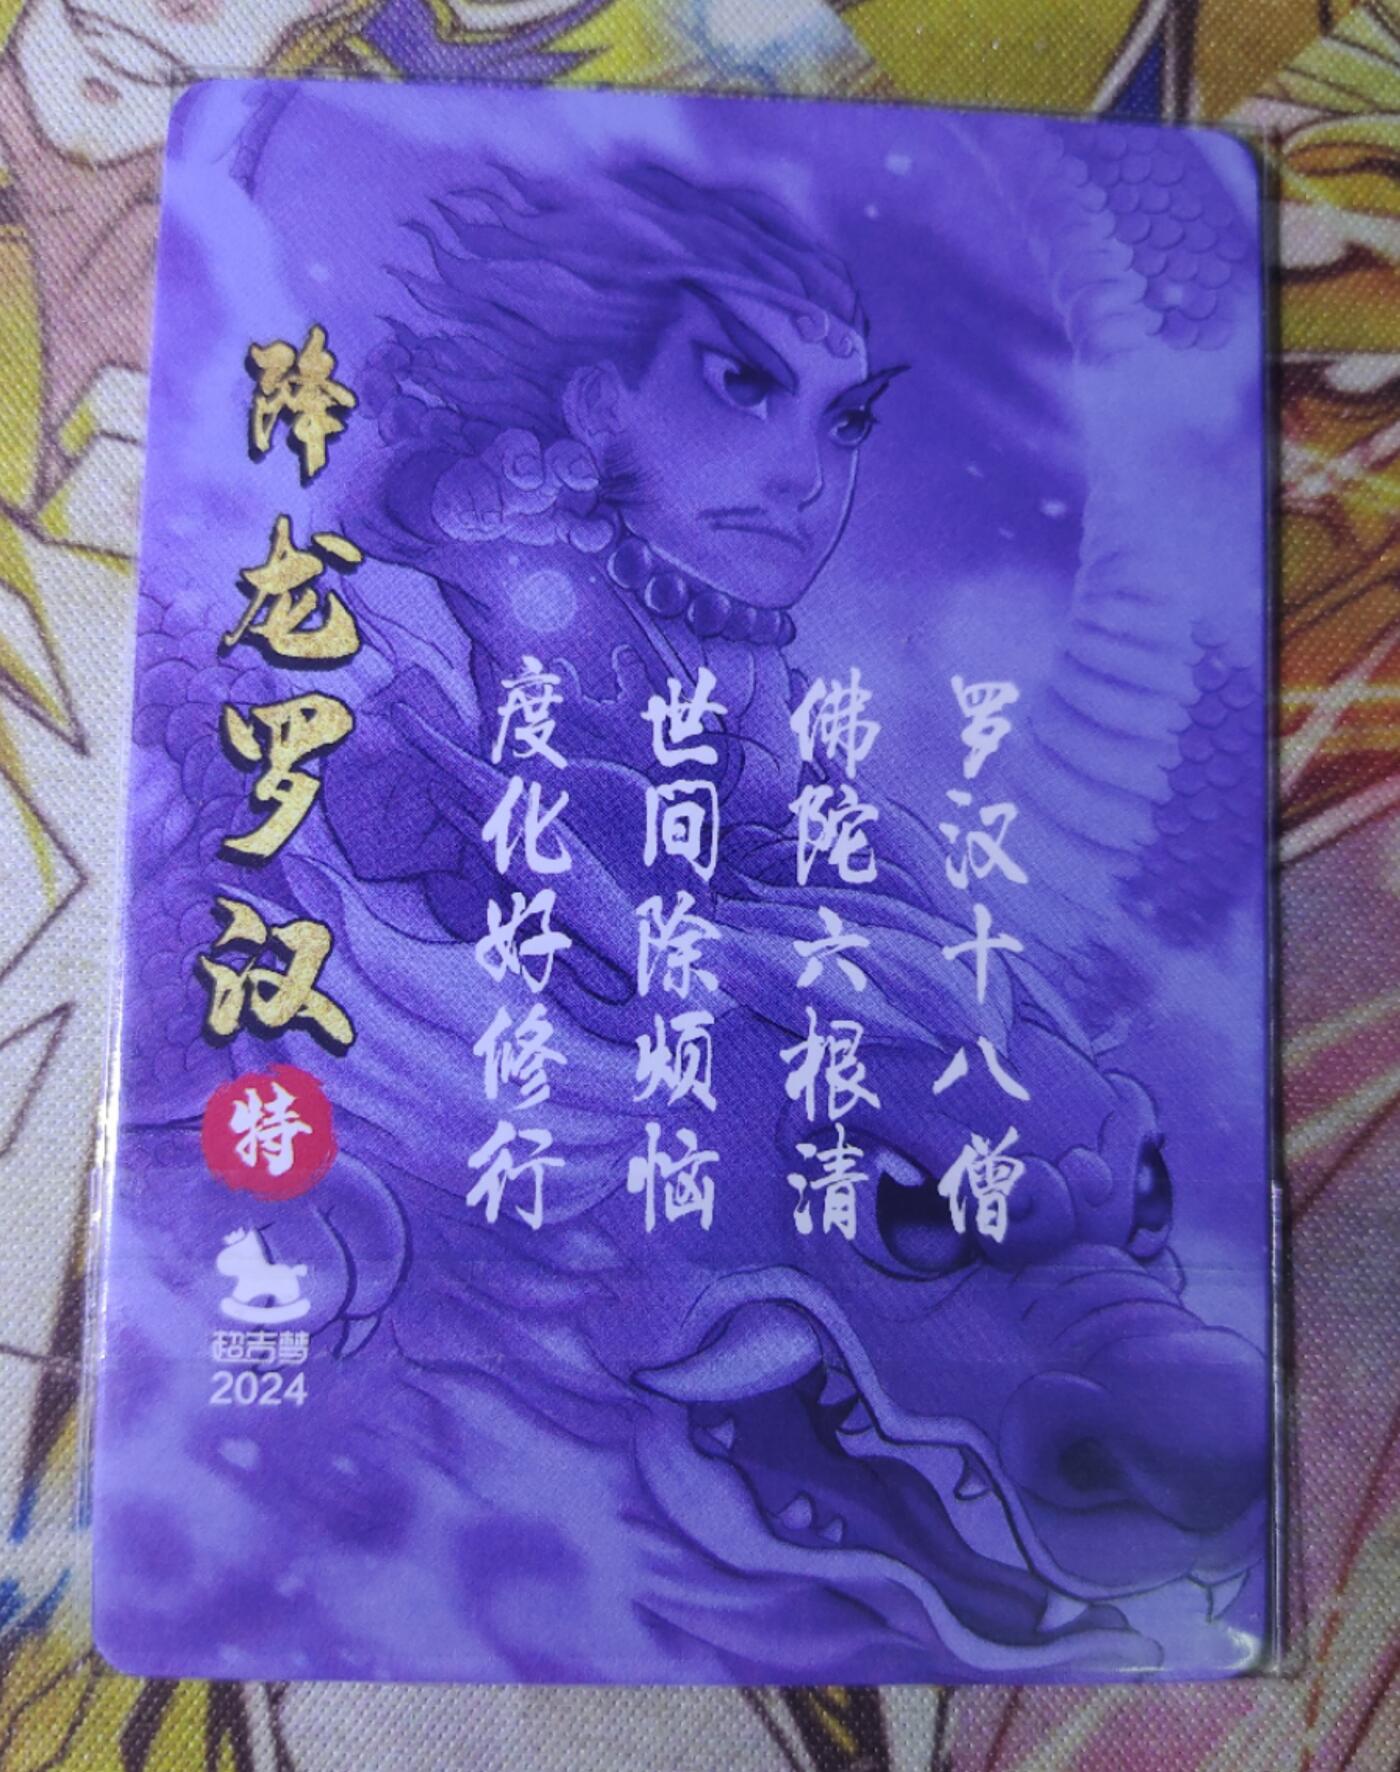 罗汉十八僧
佛陀六根清
世间除烦恼
度化好修行
降龙罗汉
特
超吉梦
2024